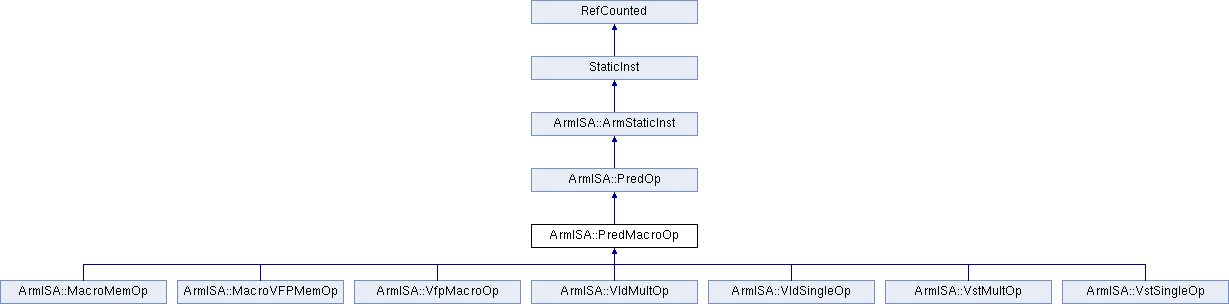 RefCounted
StaticInst
ArmISA::ArmStaticInst
ArmISA::PredOp
ArmISA::PredMacroOp
ArmISA::MacroMemOp ArmISA::MacroVFPMemOp ArmISA::VfpMacroOp ArmISA::VldMultOp ArmISA::VldSingleOp ArmISA::VstMultOp ArmISA::VstSingleOp